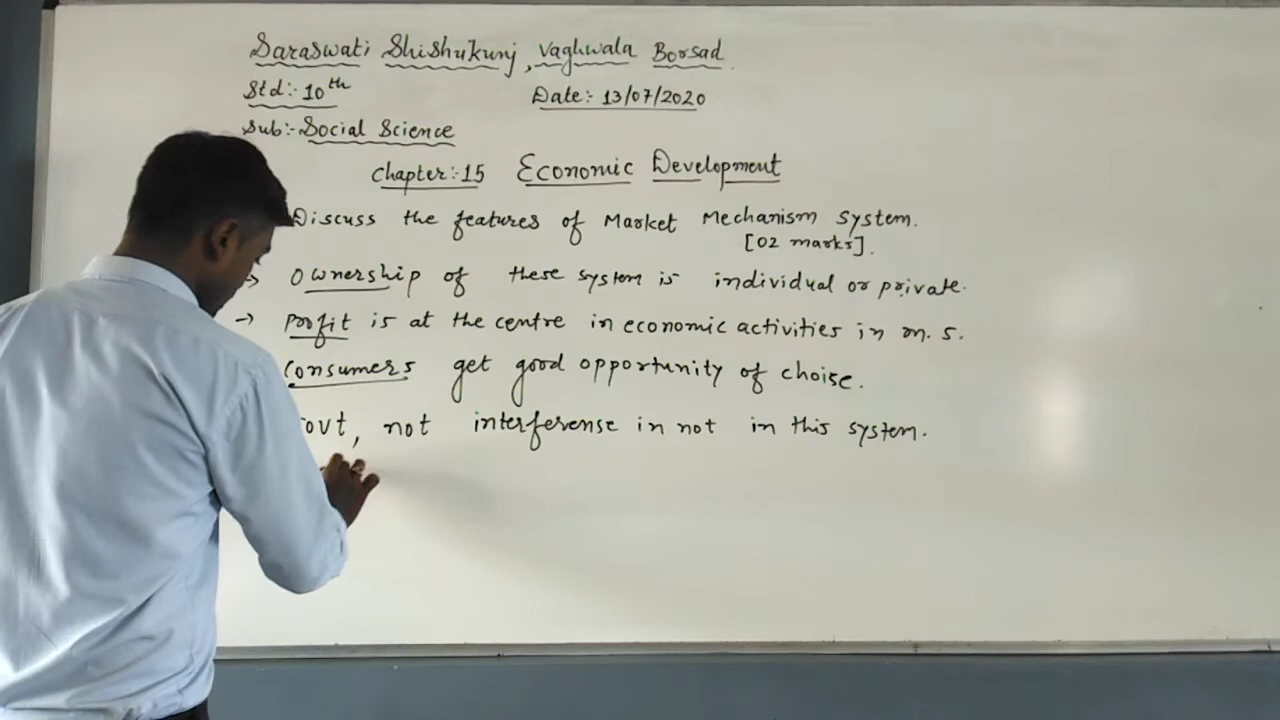 Saraswati Shishukunj, Vaghwala Borsad.
Std:- 10th
Date:- 13/07/2020
Sub:- Social Science
Chapter:-15 Economic Development
Discuss the features of Market Mechanism System.
[02 marks].
→ Ownership of these system is individual or private.
→ Profit is at the centre in economic activities in m. s.
Consumers get good opportunity of choise.
ovt, not interferense in not in this system.